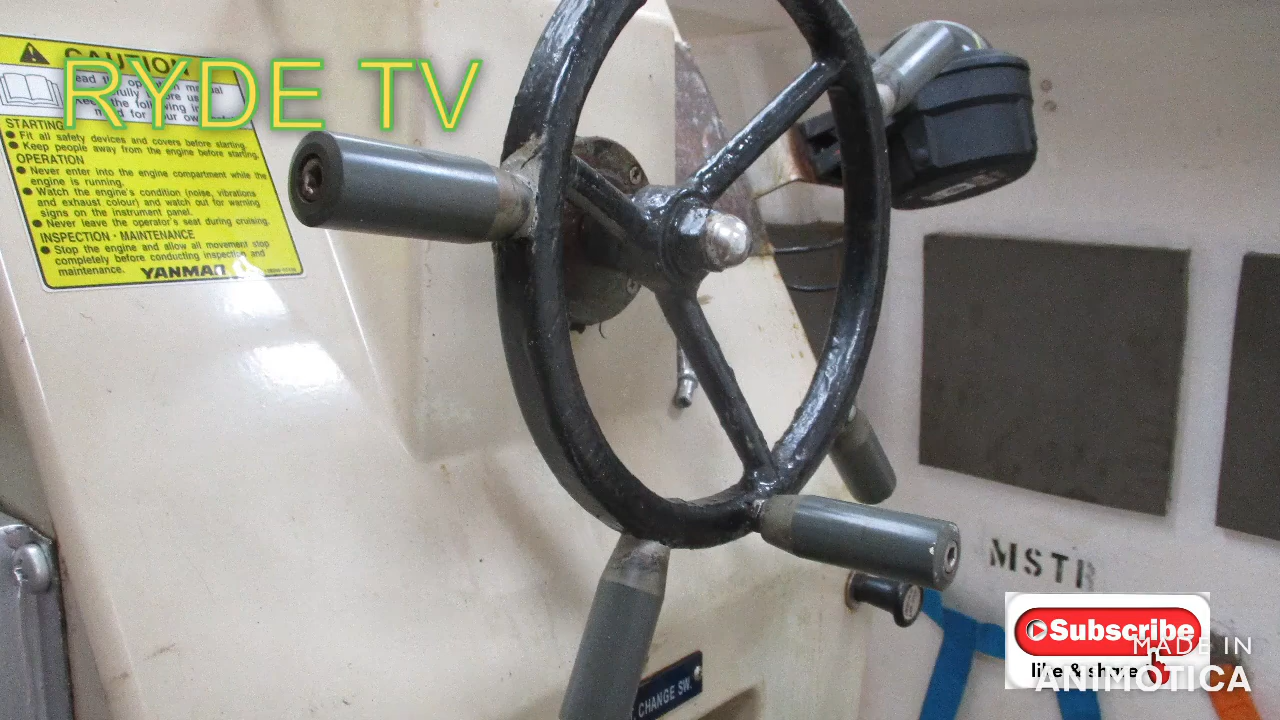 CAUTION
RYDE TV
STARTING
● Fit all safety devices and covers before starting.
● Keep people away from the engine before starting.
OPERATION
● Never enter into the engine compartment while the
engine is running.
● Watch the engine's condition (noise, vibrations
and exhaust colour) and watch out for warning
signs on the instrument panel.
● Never leave the operator's seat during cruising.
INSPECTION · MAINTENANCE
● Stop the engine and allow all movement stop
completely before conducting inspection and
maintenance. YANMAR
MSTR
CHANGE SW.
Subscribe
like & share
MADE IN
ANIMOTICA